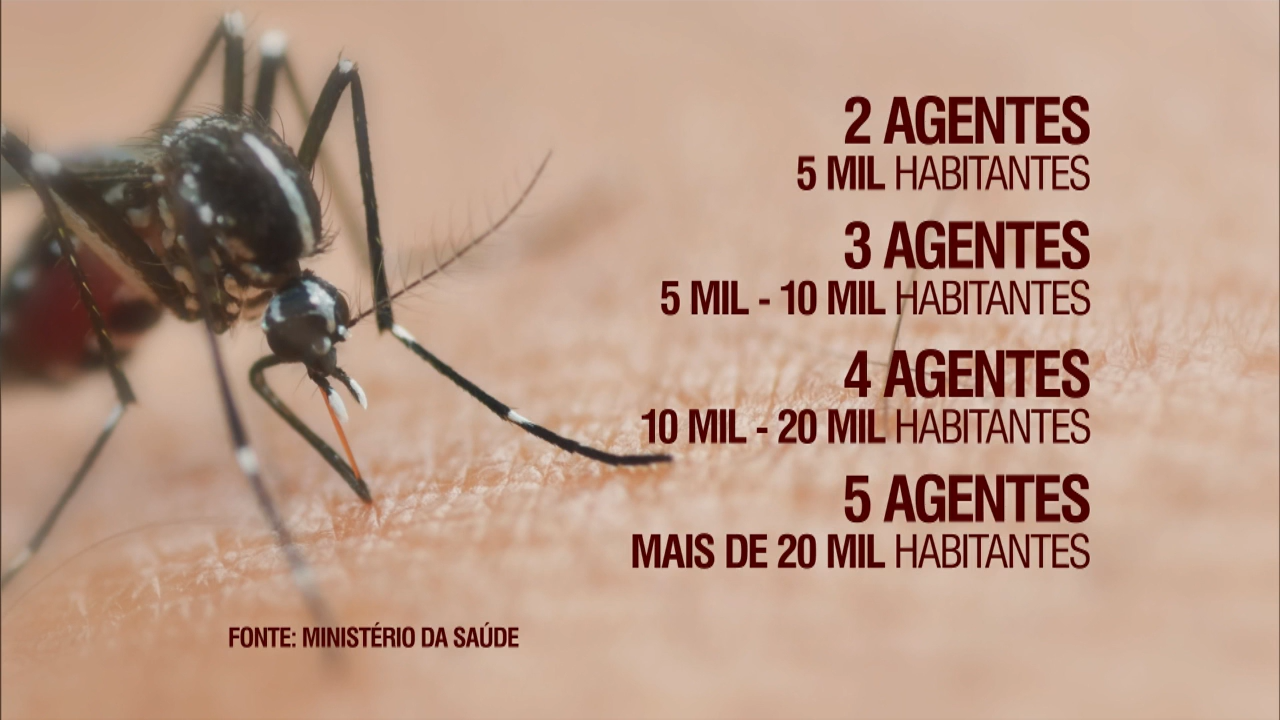 2 AGENTES
5 MIL HABITANTES
3 AGENTES
5 MIL - 10 MIL HABITANTES
4 AGENTES
10 MIL - 20 MIL HABITANTES
5 AGENTES
MAIS DE 20 MIL HABITANTES
FONTE: MINISTÉRIO DA SAÚDE